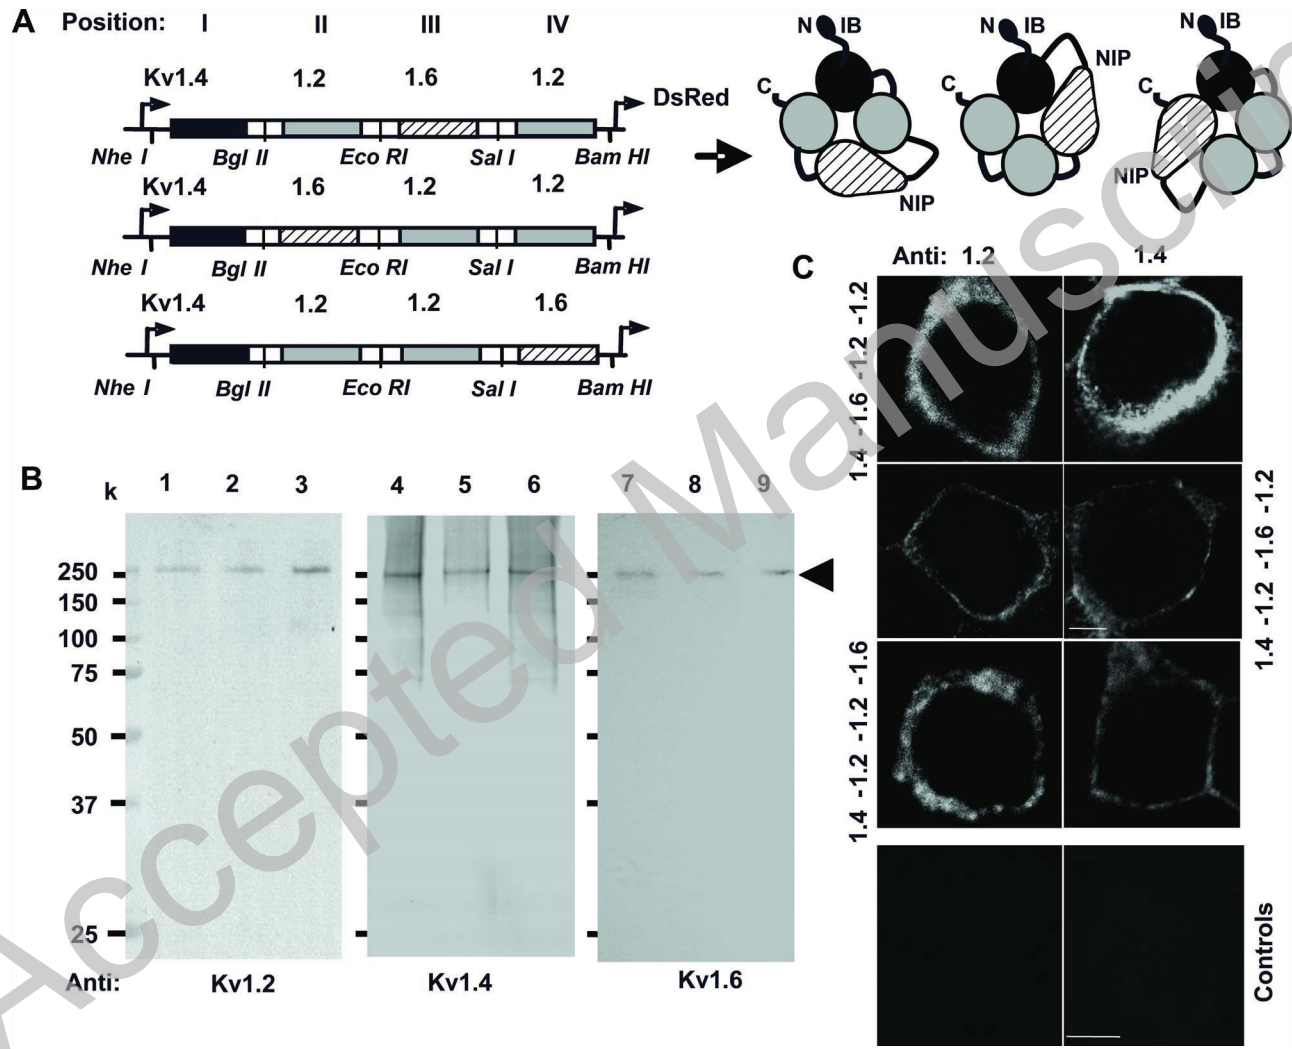 A
Position: I II III IV
Kv1.4 1.2 1.6 1.2
DsRed
Nhe I Bgl II Eco RI Sal I Bam HI
Kv1.4 1.6 1.2 1.2
Nhe I Bgl II Eco RI Sal I Bam HI
Kv1.4 1.2 1.2 1.6
Nhe I Bgl II Eco RI Sal I Bam HI
N IB N IB N IB
C NIP C NIP C NIP
B
k 1 2 3 4 5 6 7 8 9
250
150
100
75
50
37
25
Anti: Kv1.2 Kv1.4 Kv1.6
C
Anti: 1.2 1.4
1.4 -1.6 -1.2 -1.2
1.4 -1.2 -1.6 -1.2
1.4 -1.2 -1.2 -1.6
Controls
Accepted Manuscrip